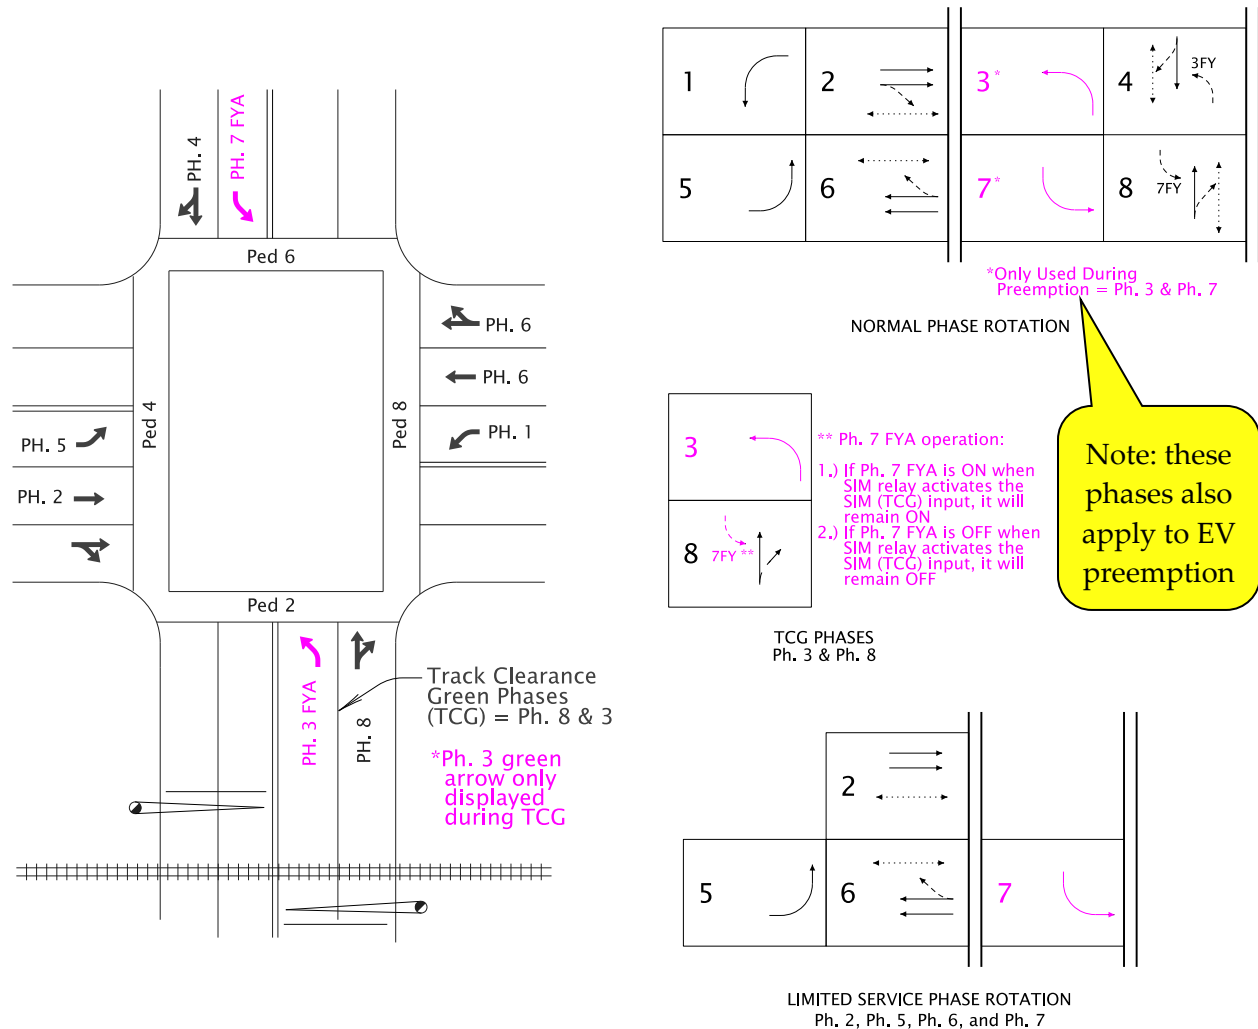 PH. 4
PH. 7 FYA
Ped 6
PH. 6
PH. 6
Ped 4
Ped 8
PH. 5
PH. 1
PH. 2
Ped 2
PH. 3 FYA
PH. 8
Track Clearance
Green Phases
(TCG) = Ph. 8 & 3
*Ph. 3 green
arrow only
displayed
during TCG
1
2
3*
4
3FY
5
6
7*
8
7FY
*Only Used During
Preemption = Ph. 3 & Ph. 7
NORMAL PHASE ROTATION
Note: these
phases also
apply to EV
preemption
3
8
7FY **
** Ph. 7 FYA operation:
1.) If Ph. 7 FYA is ON when
SIM relay activates the
SIM (TCG) input, it will
remain ON
2.) If Ph. 7 FYA is OFF when
SIM relay activates the
SIM (TCG) input, it will
remain OFF
TCG PHASES
Ph. 3 & Ph. 8
2
5
6
7
LIMITED SERVICE PHASE ROTATION
Ph. 2, Ph. 5, Ph. 6, and Ph. 7